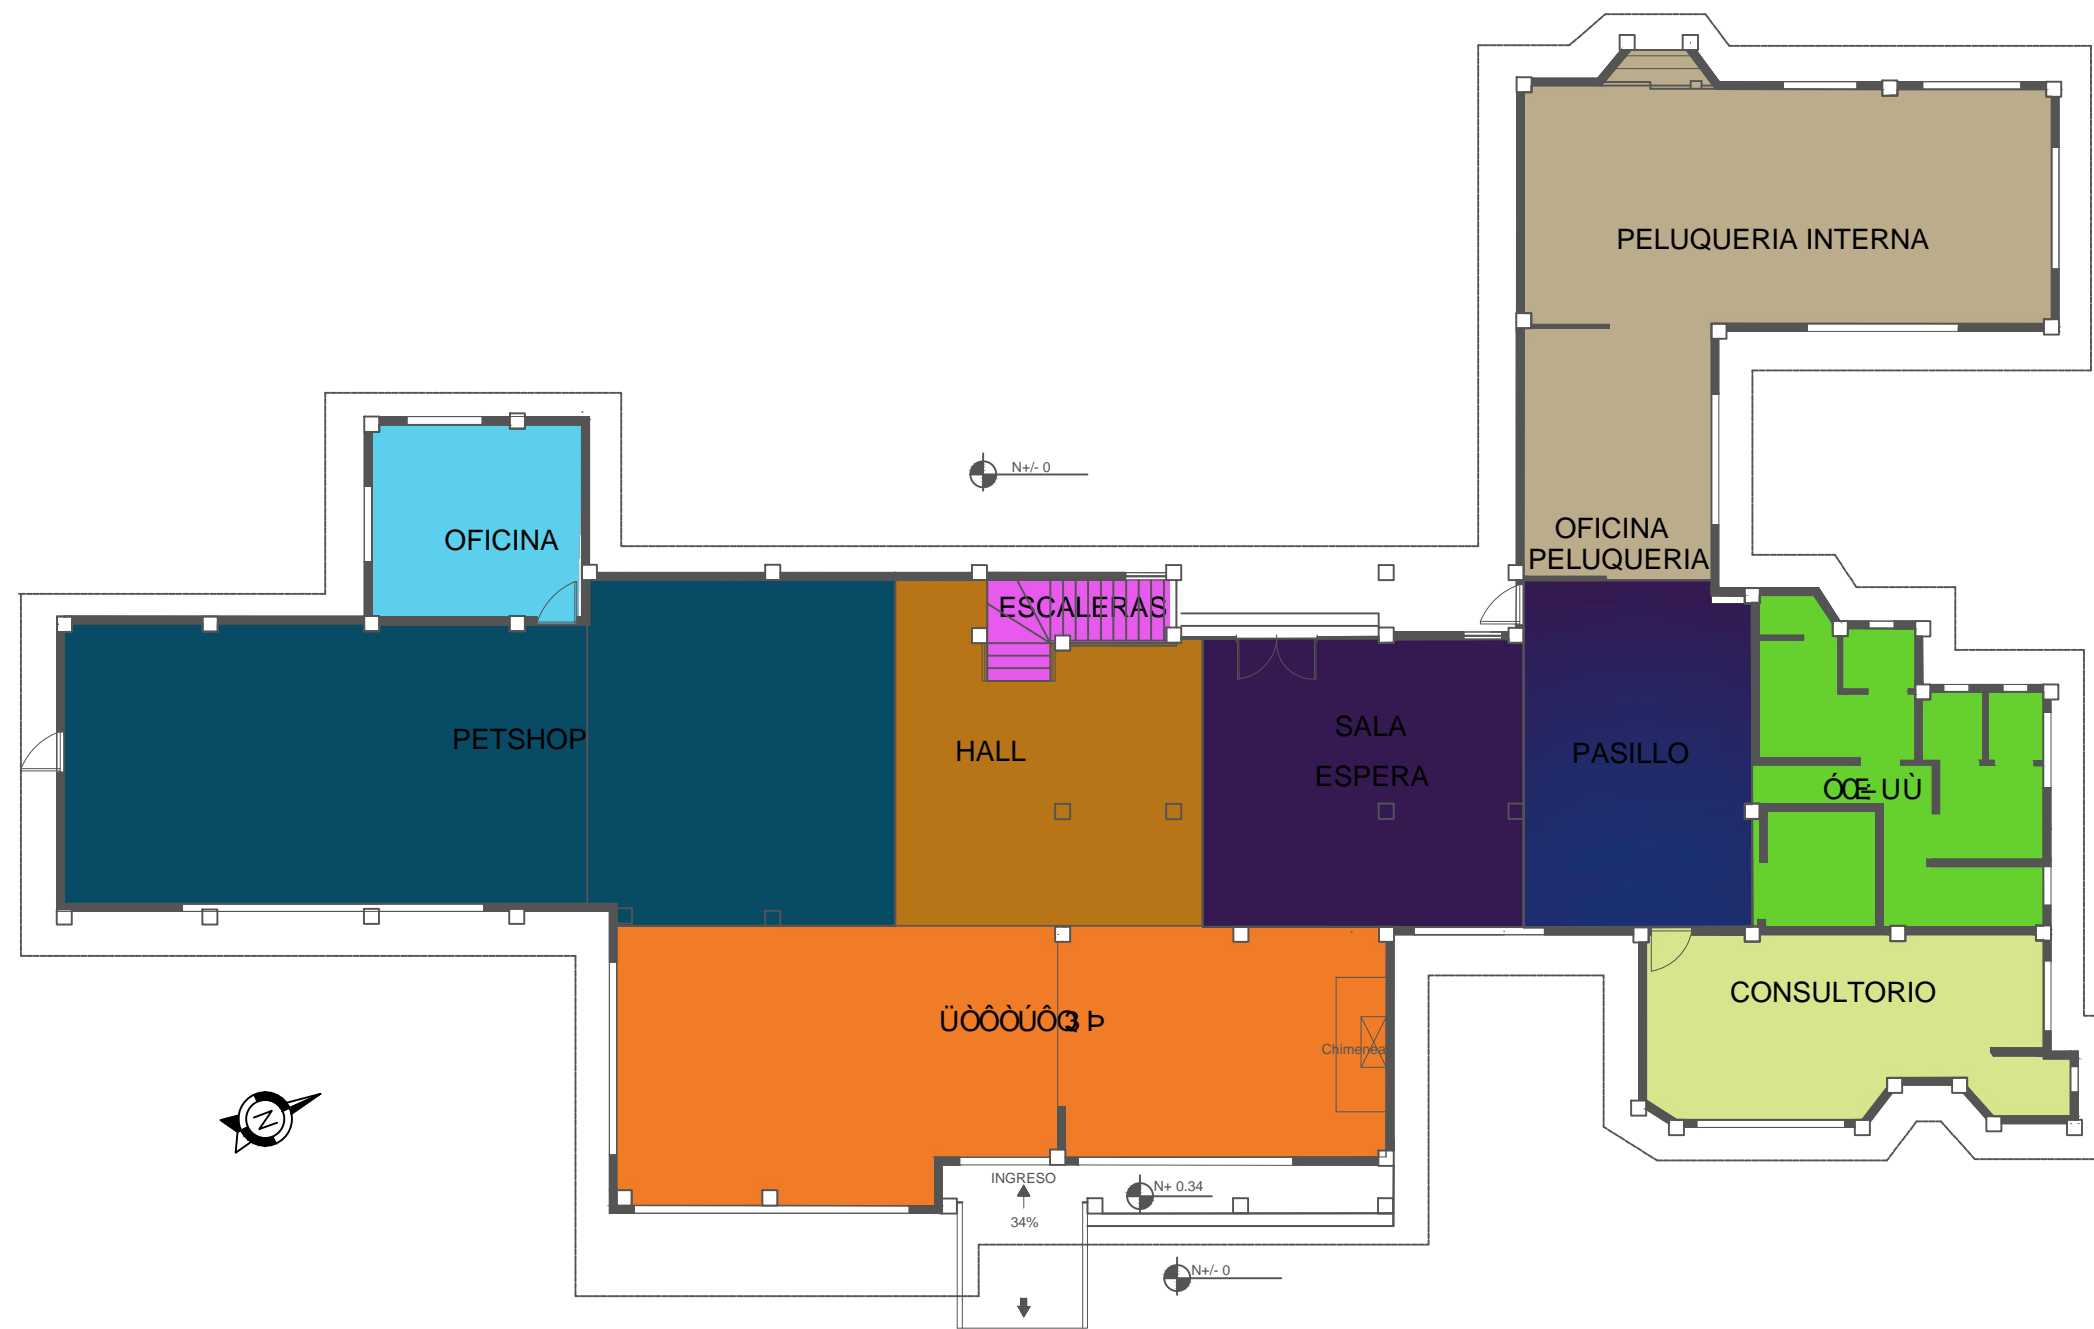 PELUQUERIA INTERNA
N+/- 0
OFICINA
OFICINA
PELUQUERIA
ESCALERAS
PETSHOP
HALL
SALA
ESPERA
PASILLO
CONSULTORIO
Chimenea
N
INGRESO
34%
N+ 0.34
N+/- 0